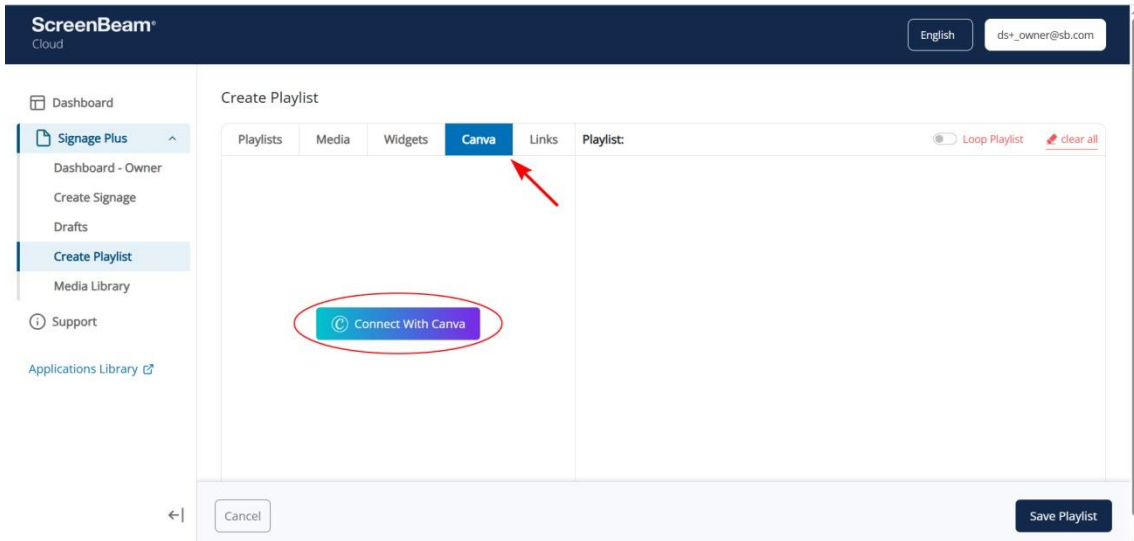 ScreenBeam®
Cloud
English
ds+_owner@sb.com
Dashboard
Signage Plus
Dashboard - Owner
Create Signage
Drafts
Create Playlist
Media Library
Support
Applications Library
Create Playlist
Playlists Media Widgets Canva Links Playlist: Loop Playlist clear all
Connect With Canva
Cancel
Save Playlist